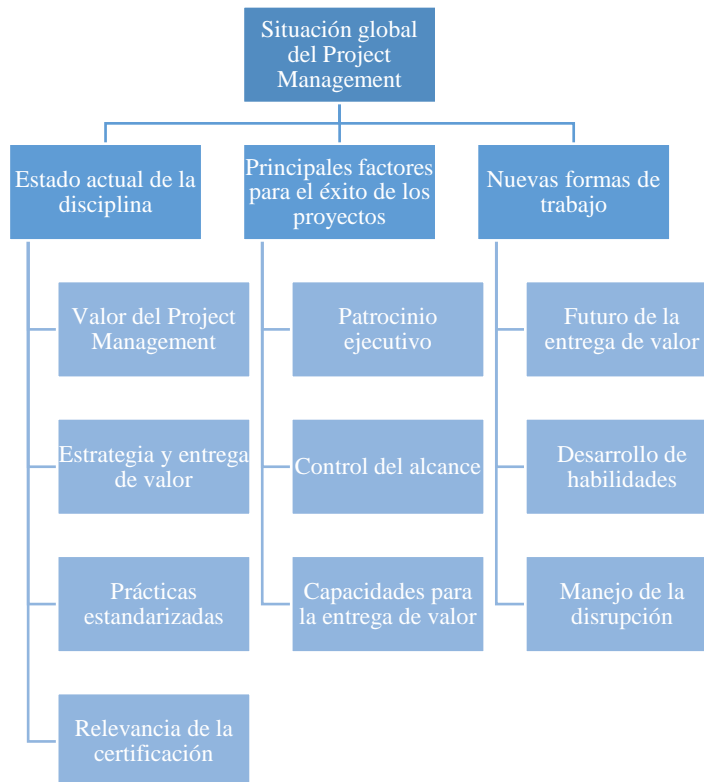 Situación global
del Project
Management
Estado actual de la
disciplina
Principales factores
para el éxito de los
proyectos
Nuevas formas de
trabajo
Valor del Project
Management
Estrategia y entrega
de valor
Prácticas
estandarizadas
Relevancia de la
certificación
Patrocinio
ejecutivo
Control del alcance
Capacidades para
la entrega de valor
Futuro de la
entrega de valor
Desarrollo de
habilidades
Manejo de la
disrupción